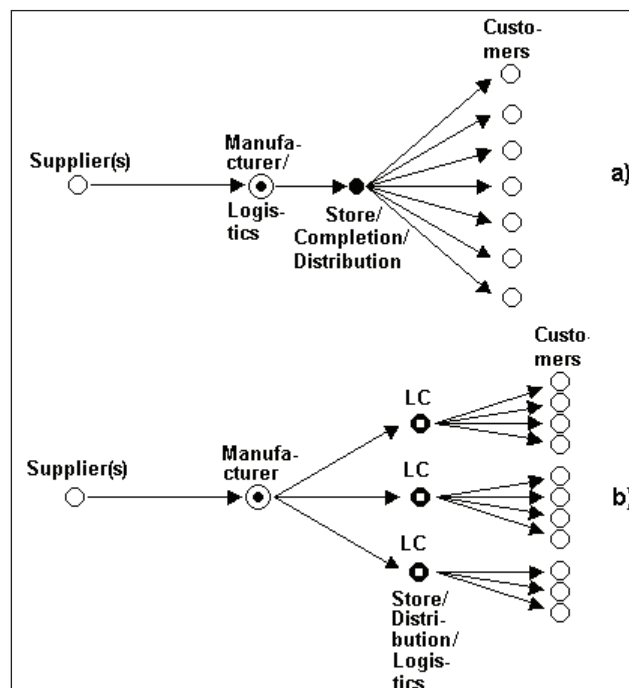 Custo-
mers
Supplier(s)
Manufa-
cturer/
Logis-
tics
Store/
Completion/
Distribution
a)
Custo-
mers
LC
Supplier(s)
Manufa-
cturer
LC
b)
LC
Store/
Distri-
bution/
Logis-
tics